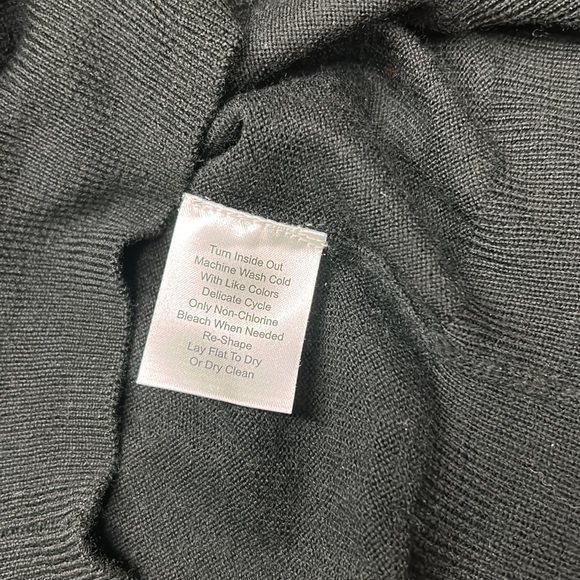 Turn Inside Out
Machine Wash Cold
With Like Colors
Delicate Cycle
Only Non-Chlorine
Bleach When Needed
Re-Shape
Lay Flat To Dry
Or Dry Clean